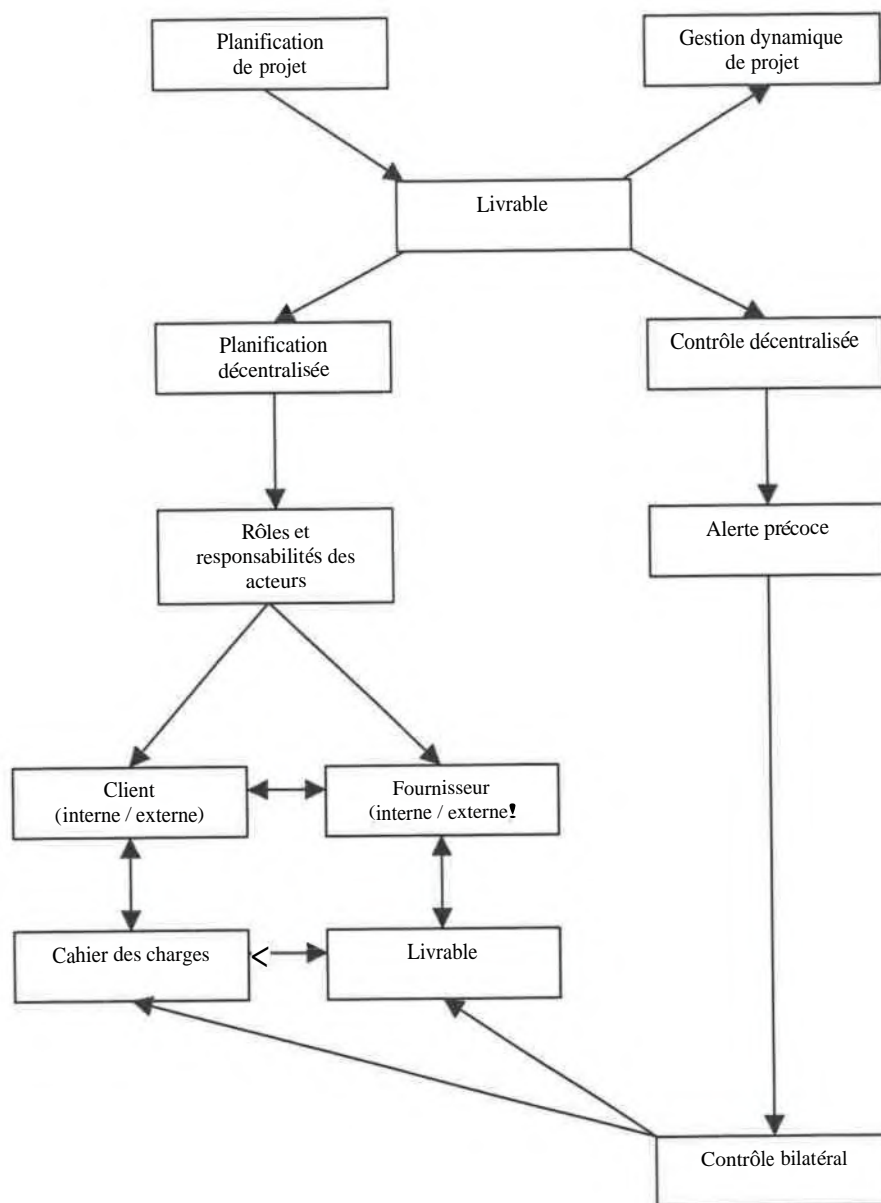 Planification
de projet
Gestion dynamique
de projet
Livrable
Planification
décentralisée
Contrôle décentralisée
Rôles et
responsabilités des
acteurs
Alerte précoce
Client
(interne / externe)
Fournisseur
(interne / externe!
Cahier des charges
<
Livrable
Contrôle bilatéral